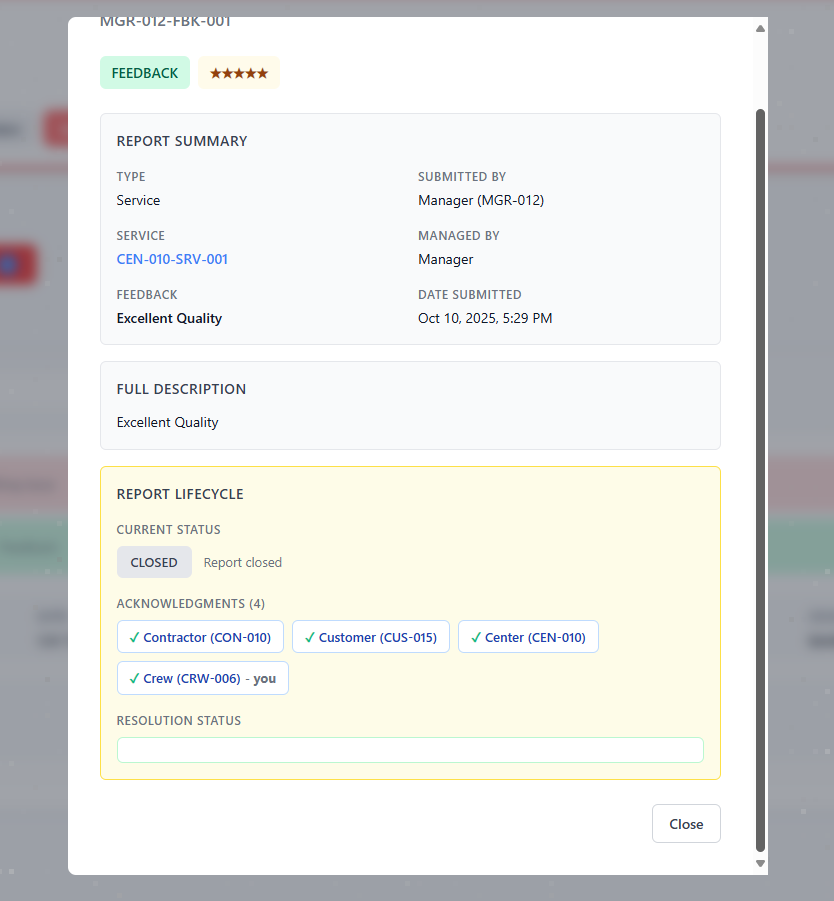 MGR-012-FBK-001
FEEDBACK ★★★★★
REPORT SUMMARY
TYPE SUBMITTED BY
Service Manager (MGR-012)
SERVICE MANAGED BY
CEN-010-SRV-001 Manager
FEEDBACK DATE SUBMITTED
Excellent Quality Oct 10, 2025, 5:29 PM
FULL DESCRIPTION
Excellent Quality
REPORT LIFECYCLE
CURRENT STATUS
CLOSED Report closed
ACKNOWLEDGMENTS (4)
✓ Contractor (CON-010) ✓ Customer (CUS-015) ✓ Center (CEN-010)
✓ Crew (CRW-006) - you
RESOLUTION STATUS
Close